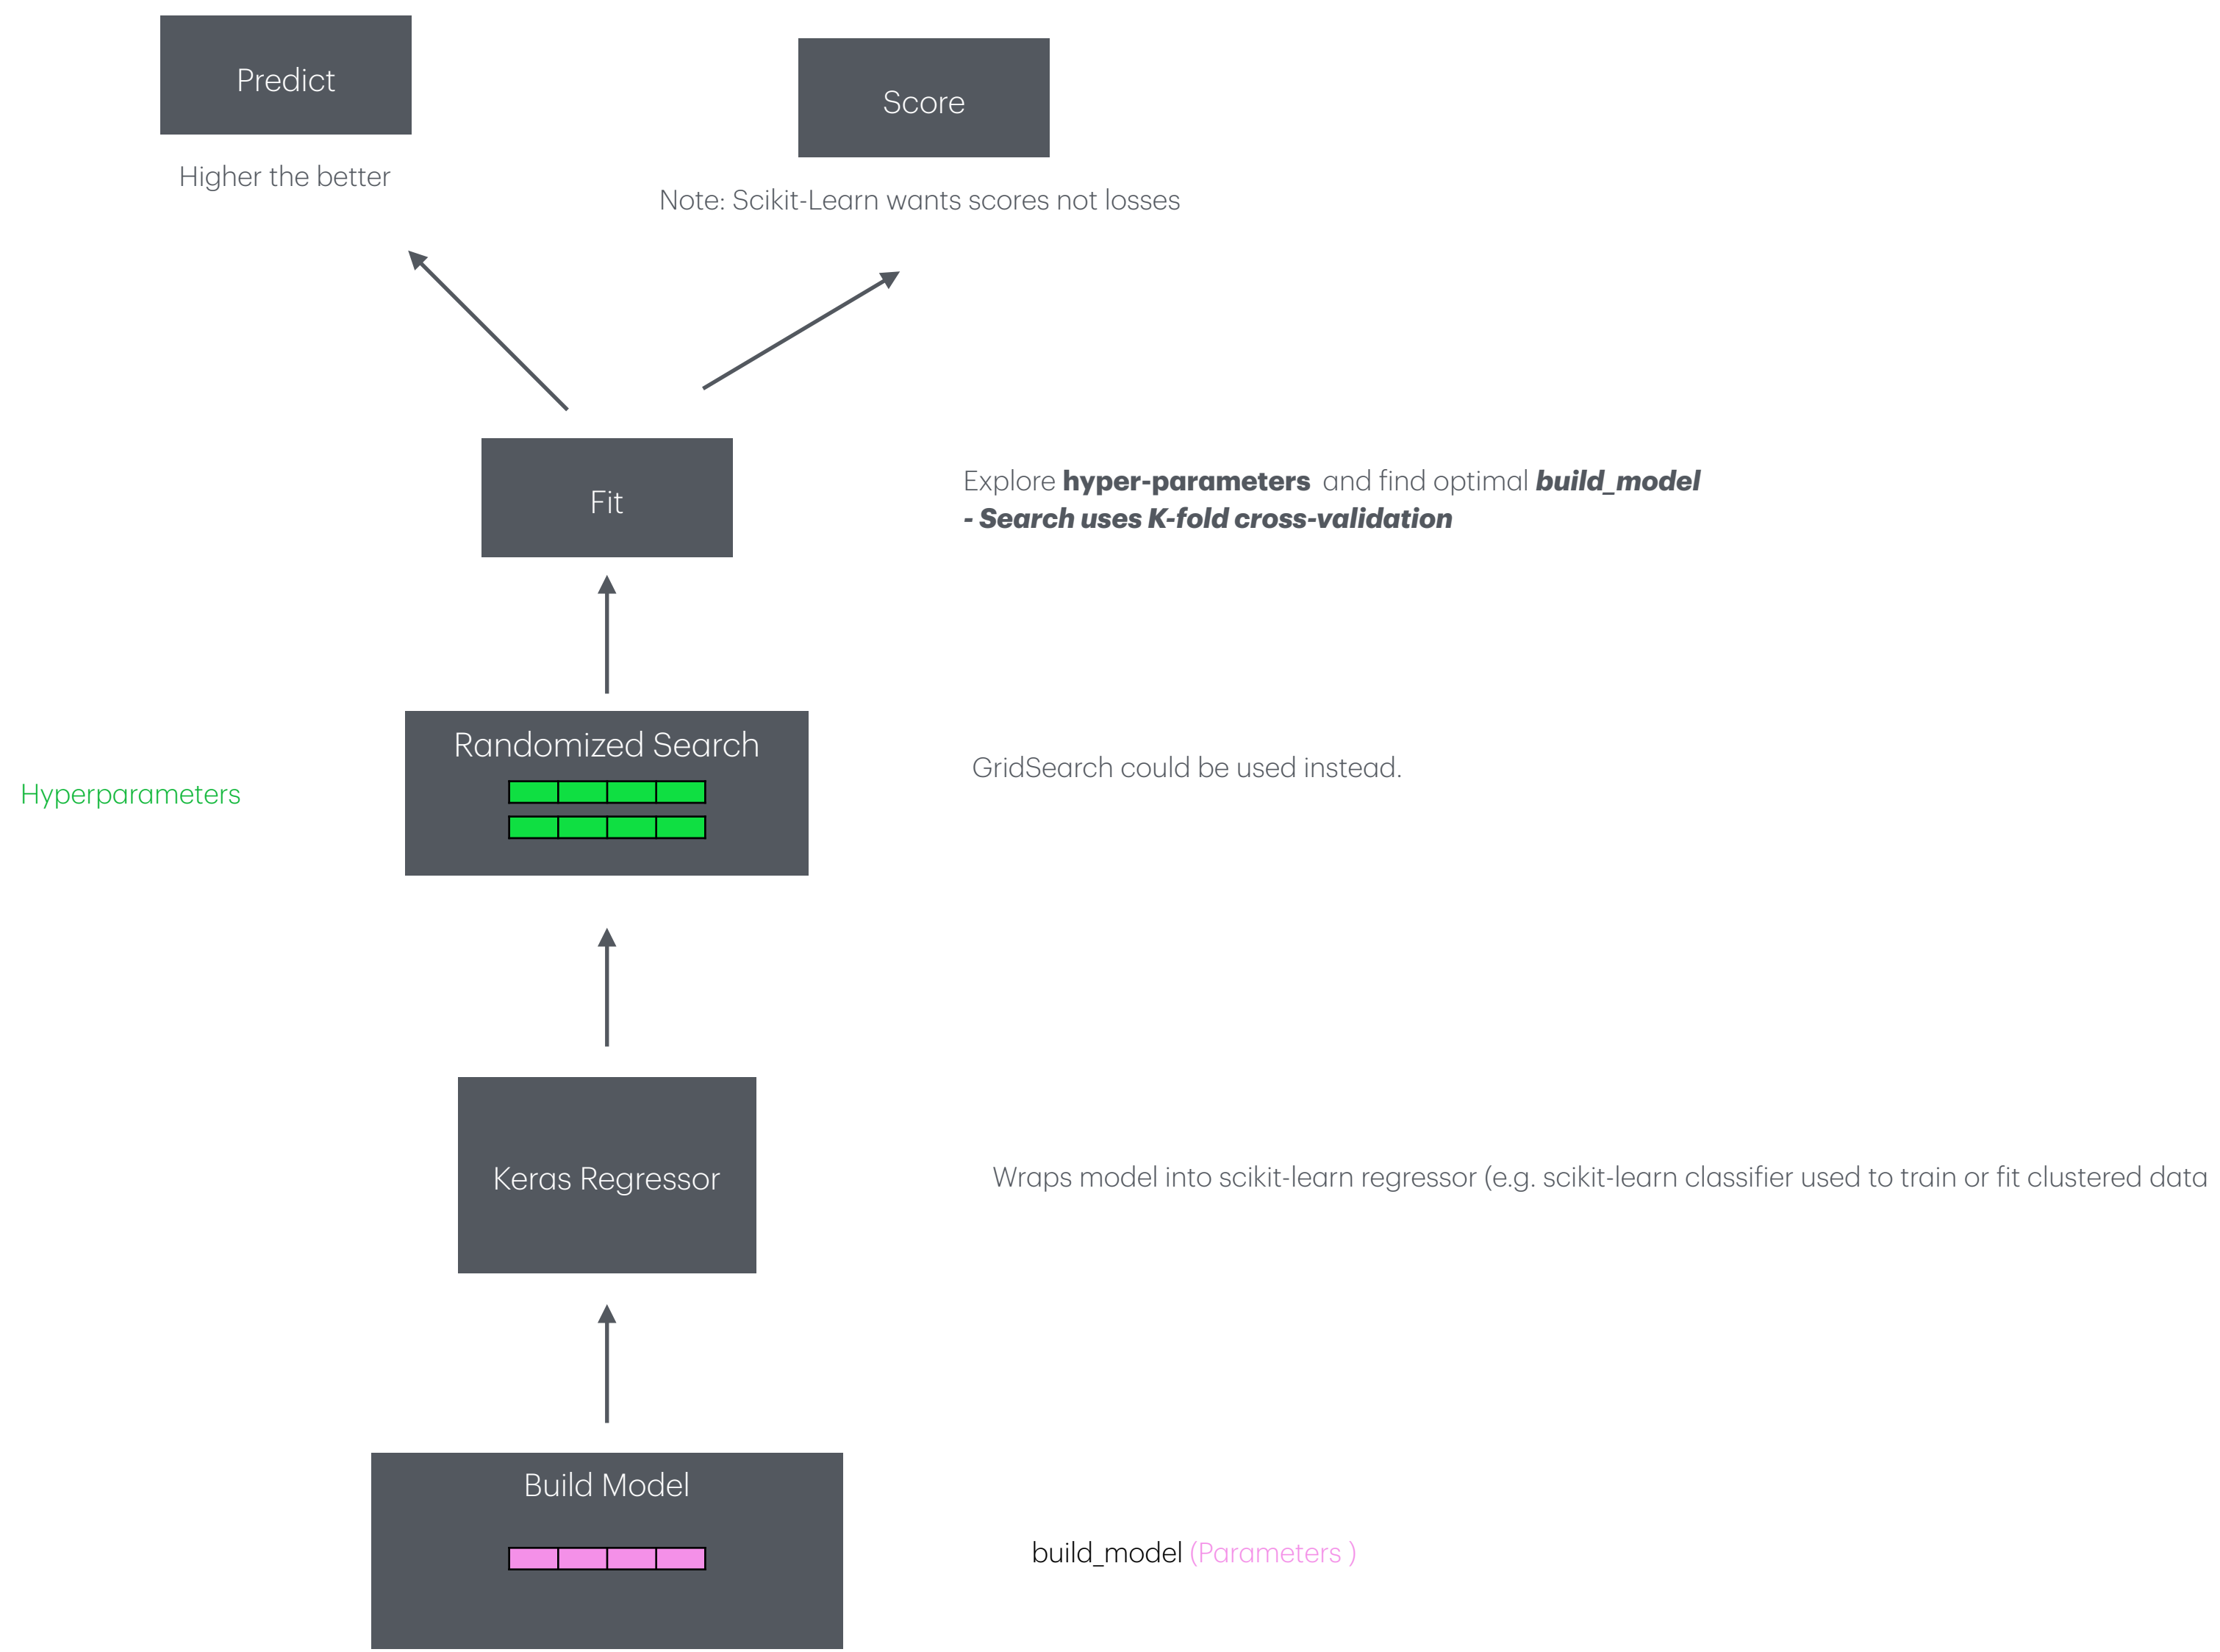 Predict
Score
Higher the better
Note: Scikit-Learn wants scores not losses
Fit
Explore hyper-parameters and find optimal build_model
- Search uses K-fold cross-validation
Randomized Search
GridSearch could be used instead.
Hyperparameters
Keras Regressor
Wraps model into scikit-learn regressor (e.g. scikit-learn classifier used to train or fit clustered data
Build Model
build_model (Parameters )